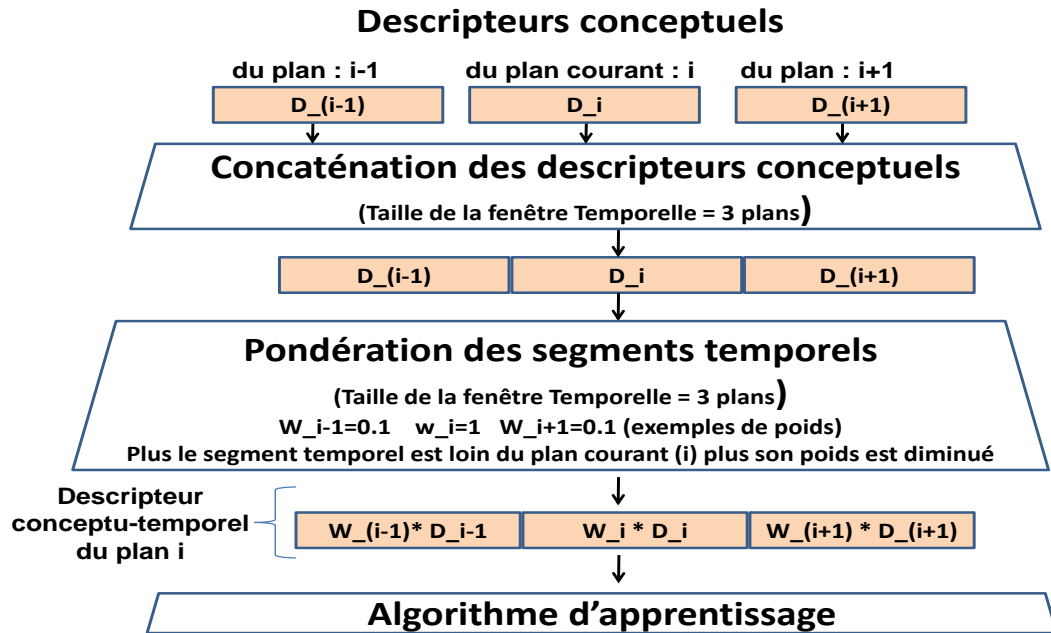 Descripteurs conceptuels
du plan : i-1 du plan courant : i du plan : i+1
D_(i-1) D_i D_(i+1)
Concaténation des descripteurs conceptuels
(Taille de la fenêtre Temporelle = 3 plans)
D_(i-1) D_i D_(i+1)
Pondération des segments temporels
(Taille de la fenêtre Temporelle = 3 plans)
W_i-1=0.1 w_i=1 W_i+1=0.1 (exemples de poids)
Plus le segment temporel est loin du plan courant (i) plus son poids est diminué
Descripteur
conceptu-temporel
du plan i
W_(i-1)* D_i-1 W_i * D_i W_(i+1) * D_(i+1)
Algorithme d’apprentissage